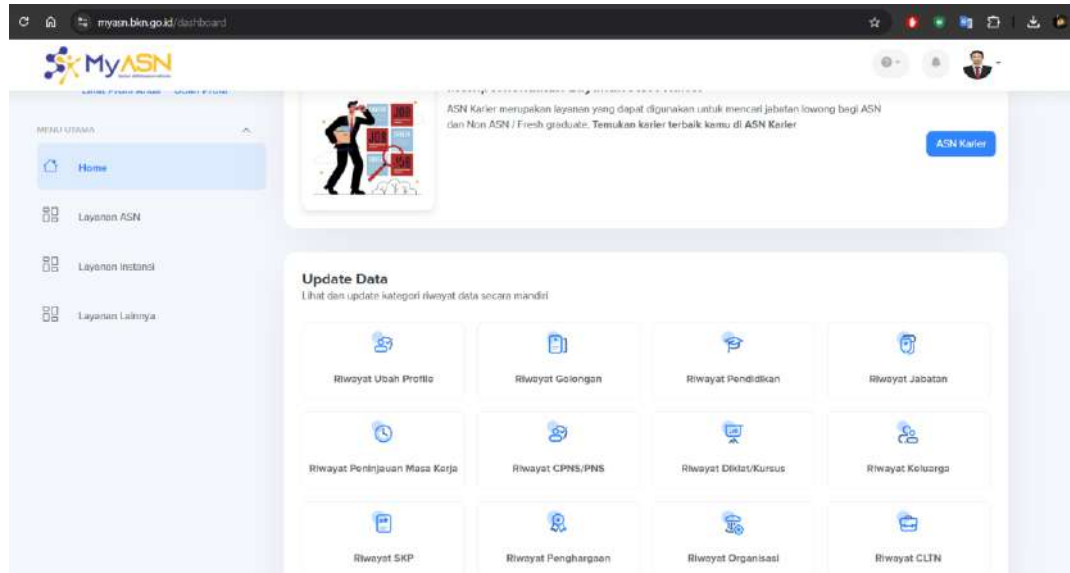 myasn.bkn.go.id/dashboard
MyASN
MENU UTAMA
Home
Layanan ASN
Layanan Instansi
Layanan Lainnya
ASN Karier merupakan layanan yang dapat digunakan untuk mencari jabatan lowong bagi ASN
dan Non ASN / Fresh graduate. Temukan karier terbaik kamu di ASN Karier
ASN Karier
JOB
JOB
JOB
Update Data
Lihat dan update kategori riwayat data secara mandiri
Riwayat Ubah Profile
Riwayat Golongan
Riwayat Pendidikan
Riwayat Jabatan
Riwayat Peninjauan Masa Kerja
Riwayat CPNS/PNS
Riwayat Diklat/Kursus
Riwayat Keluarga
Riwayat SKP
Riwayat Penghargaan
Riwayat Organisasi
Riwayat CLTN